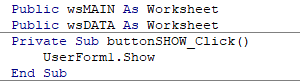 Public wsMAIN As Worksheet
Public wsDATA As Worksheet
Private Sub buttonSHOW_Click()
    UserForm1.Show
End Sub